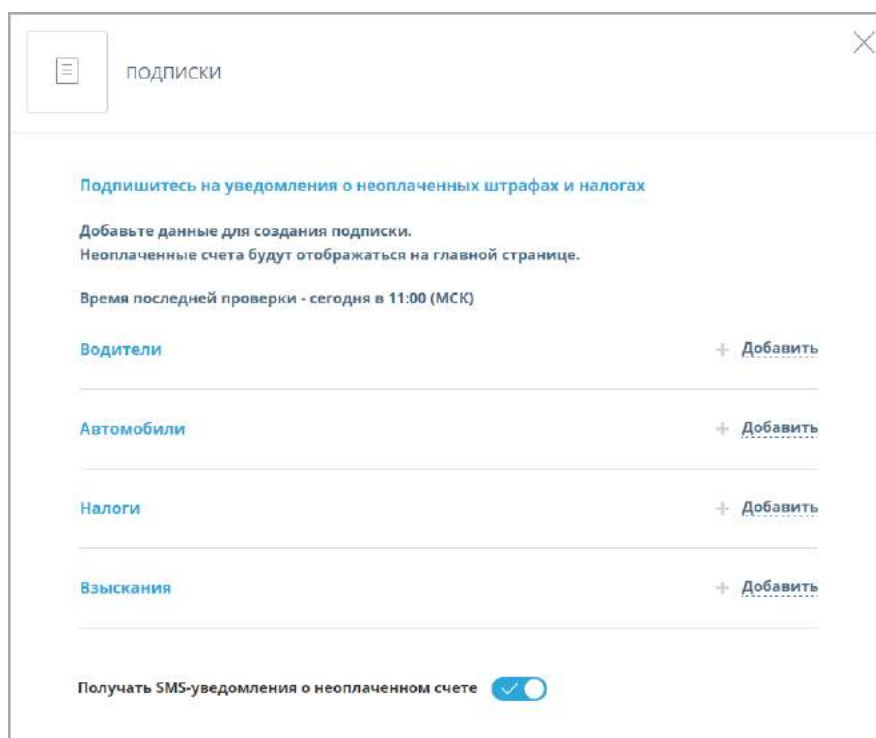 ПОДПИСКИ
Подпишитесь на уведомления о неоплаченных штрафах и налогах
Добавьте данные для создания подписки.
Неоплаченные счета будут отображаться на главной странице.
Время последней проверки - сегодня в 11:00 (МСК)
Водители + Добавить
Автомобили + Добавить
Налоги + Добавить
Взыскания + Добавить
Получать SMS-уведомления о неоплаченном счете